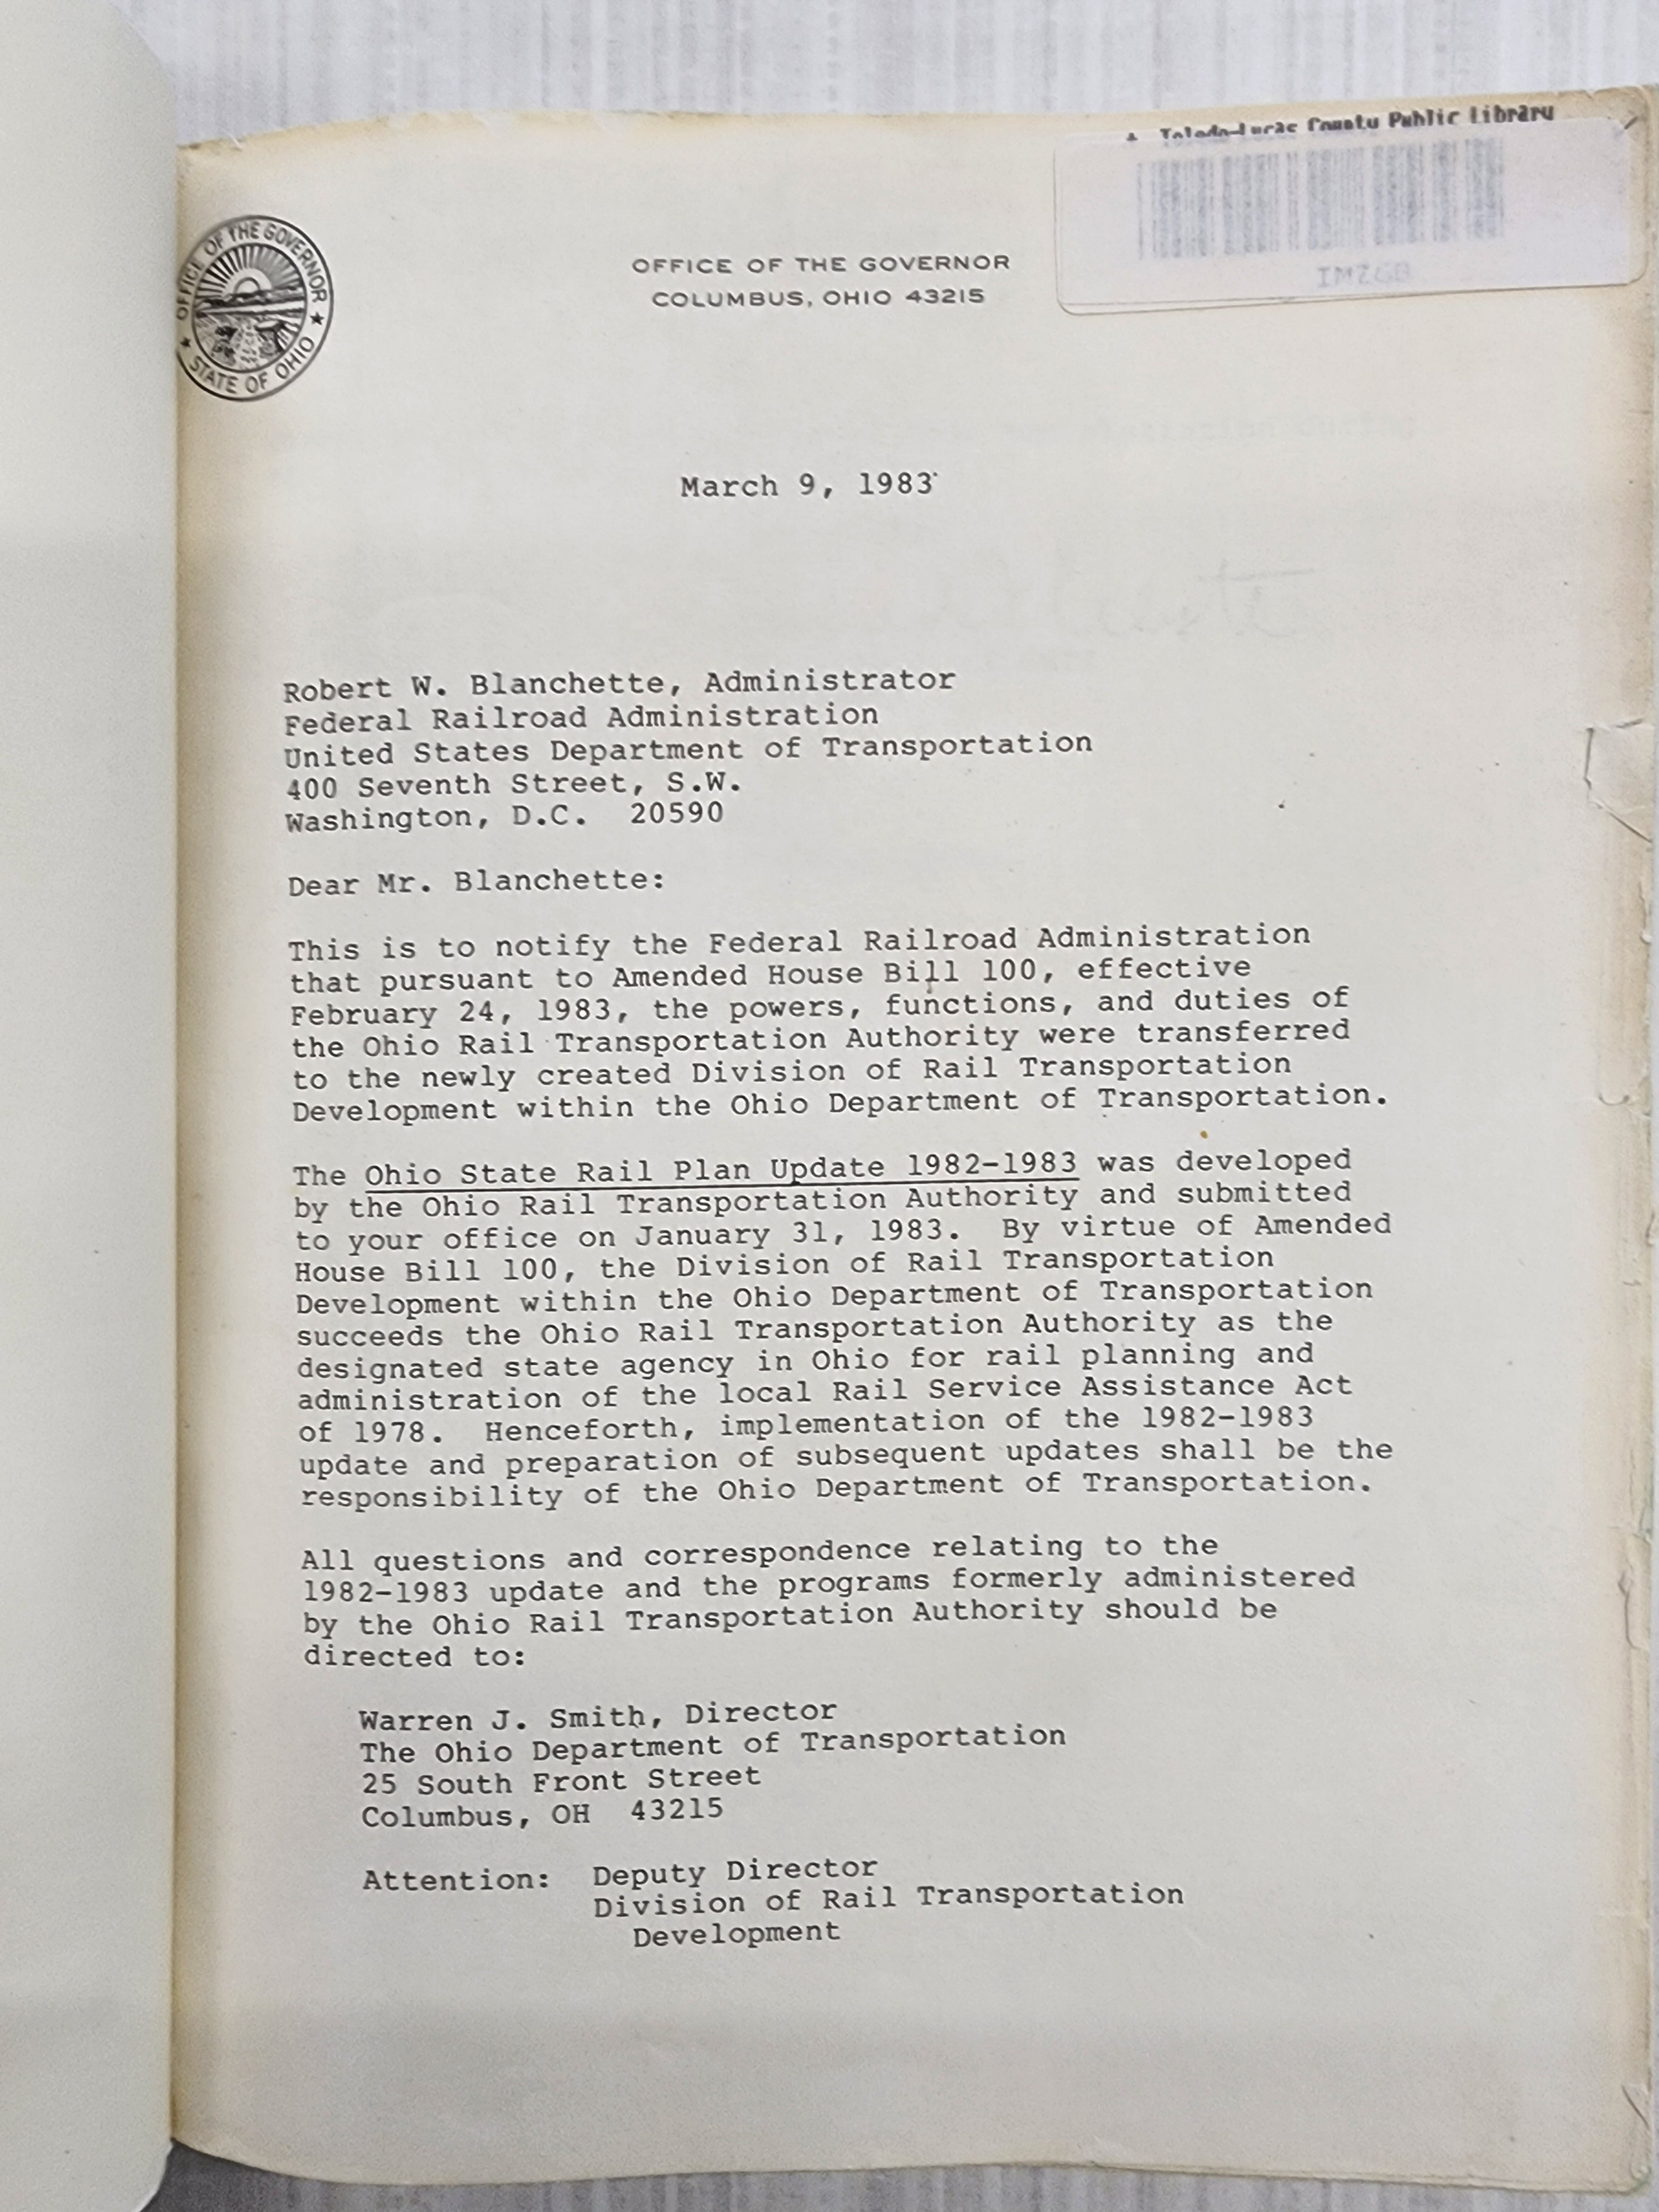 Toledo-Lucas County Public Library
OFFICE OF THE GOVERNOR
STATE OF OHIO
OFFICE OF THE GOVERNOR
COLUMBUS, OHIO 43215
March 9, 1983
Robert W. Blanchette, Administrator
Federal Railroad Administration
United States Department of Transportation
400 Seventh Street, S.W.
Washington, D.C. 20590
Dear Mr. Blanchette:
This is to notify the Federal Railroad Administration
that pursuant to Amended House Bill 100, effective
February 24, 1983, the powers, functions, and duties of
the Ohio Rail Transportation Authority were transferred
to the newly created Division of Rail Transportation
Development within the Ohio Department of Transportation.
The Ohio State Rail Plan Update 1982-1983 was developed
by the Ohio Rail Transportation Authority and submitted
to your office on January 31, 1983. By virtue of Amended
House Bill 100, the Division of Rail Transportation
Development within the Ohio Department of Transportation
succeeds the Ohio Rail Transportation Authority as the
designated state agency in Ohio for rail planning and
administration of the local Rail Service Assistance Act
of 1978. Henceforth, implementation of the 1982-1983
update and preparation of subsequent updates shall be the
responsibility of the Ohio Department of Transportation.
All questions and correspondence relating to the
1982-1983 update and the programs formerly administered
by the Ohio Rail Transportation Authority should be
directed to:
Warren J. Smith, Director
The Ohio Department of Transportation
25 South Front Street
Columbus, OH 43215
Attention: Deputy Director
Division of Rail Transportation
Development